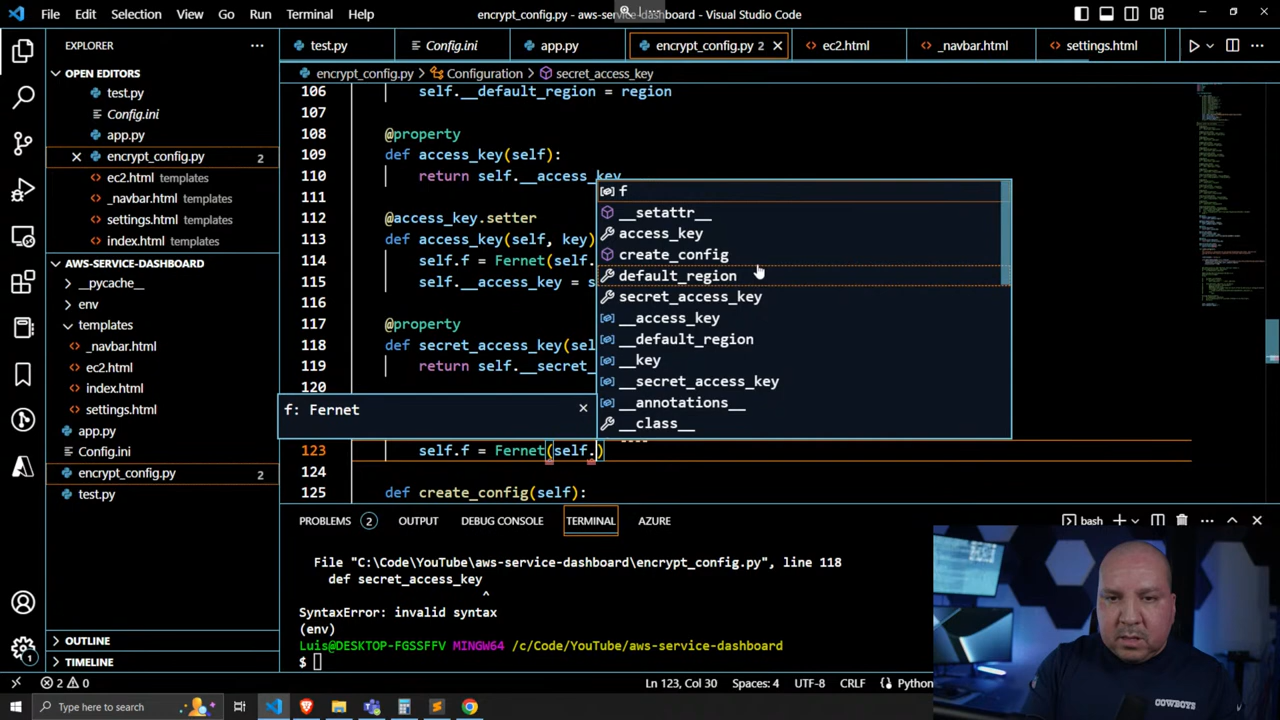 File Edit Selection View Go Run Terminal Help
encrypt_config.py - aws-service-dashboard - Visual Studio Code
EXPLORER
OPEN EDITORS
test.py
Config.ini
app.py
encrypt_config.py 2
ec2.html templates
_navbar.html templates
settings.html templates
index.html templates
AWS-SERVICE-DASHBOARD
__pycache__
env
templates
_navbar.html
ec2.html
index.html
settings.html
app.py
Config.ini
encrypt_config.py 2
test.py
OUTLINE
TIMELINE
test.py Config.ini app.py encrypt_config.py 2 ec2.html _navbar.html settings.html
encrypt_config.py > Configuration > secret_access_key
106 self.__default_region = region
107
108 @property
109 def access_key(self):
110 return self.__access_key
111
112 @access_key.setter
113 def access_key(self, key)
114 self.f = Fernet(self.
115 self.__access_key = s
116
117 @property
118 def secret_access_key(sel
119 return self.__secret_
120
123 self.f = Fernet(self.)
124
125 def create_config(self):
f
__setattr__
access_key
create_config
default_region
secret_access_key
__access_key
__default_region
__key
__secret_access_key
__annotations__
__class__
f: Fernet
PROBLEMS 2 OUTPUT DEBUG CONSOLE TERMINAL AZURE
bash
File "C:\Code\YouTube\aws-service-dashboard\encrypt_config.py", line 118
def secret_access_key
^
SyntaxError: invalid syntax
(env)
Luis@DESKTOP-FGSSFFV MINGW64 /c/Code/YouTube/aws-service-dashboard
$
COWBOYS
2 0
Ln 123, Col 30 Spaces: 4 UTF-8 CRLF Python
1
Type here to search